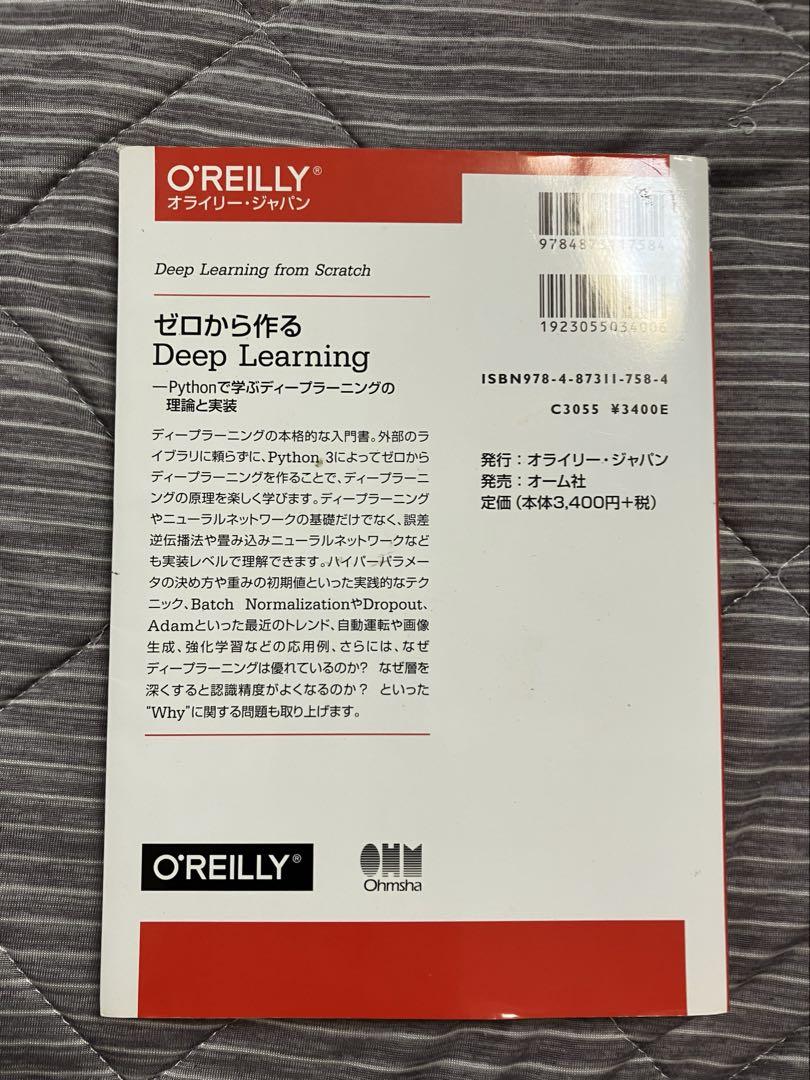 O'REILLY®
オライリー・ジャパン
Deep Learning from Scratch
ゼロから作る
Deep Learning
―Pythonで学ぶディープラーニングの
理論と実装
ディープラーニングの本格的な入門書。外部のラ
イブラリに頼らずに、Python 3によってゼロから
ディープラーニングを作ることで、ディープラーニ
ングの原理を楽しく学びます。ディープラーニング
やニューラルネットワークの基礎だけでなく、誤差
逆伝播法や畳み込みニューラルネットワークなど
も実装レベルで理解できます。ハイパーパラメー
タの決め方や重みの初期値といった実践的なテク
ニック、Batch NormalizationやDropout、
Adamといった最近のトレンド、自動運転や画像
生成、強化学習などの応用例、さらには、なぜ
ディープラーニングは優れているのか? なぜ層を
深くすると認識精度がよくなるのか? といった
“Why”に関する問題も取り上げます。
9784873117584
1923055034006
ISBN978-4-87311-758-4
C3055 ¥3400E
発行：オライリー・ジャパン
発売：オーム社
定価（本体3,400円+税）
O'REILLY®
OHM
Ohmsha